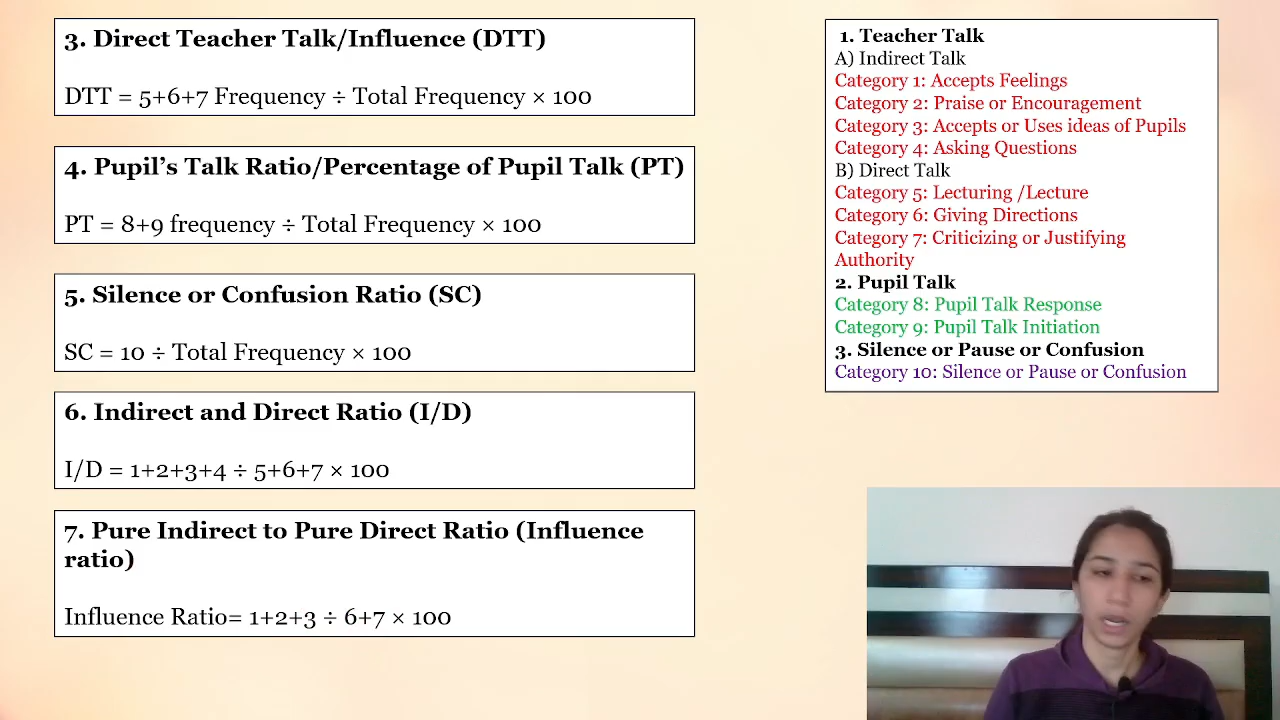 3. Direct Teacher Talk/Influence (DTT)
DTT = 5+6+7 Frequency ÷ Total Frequency × 100
4. Pupil’s Talk Ratio/Percentage of Pupil Talk (PT)
PT = 8+9 frequency ÷ Total Frequency × 100
5. Silence or Confusion Ratio (SC)
SC = 10 ÷ Total Frequency × 100
6. Indirect and Direct Ratio (I/D)
I/D = 1+2+3+4 ÷ 5+6+7 × 100
7. Pure Indirect to Pure Direct Ratio (Influence
ratio)
Influence Ratio= 1+2+3 ÷ 6+7 × 100
1. Teacher Talk
A) Indirect Talk
Category 1: Accepts Feelings
Category 2: Praise or Encouragement
Category 3: Accepts or Uses ideas of Pupils
Category 4: Asking Questions
B) Direct Talk
Category 5: Lecturing /Lecture
Category 6: Giving Directions
Category 7: Criticizing or Justifying
Authority
2. Pupil Talk
Category 8: Pupil Talk Response
Category 9: Pupil Talk Initiation
3. Silence or Pause or Confusion
Category 10: Silence or Pause or Confusion